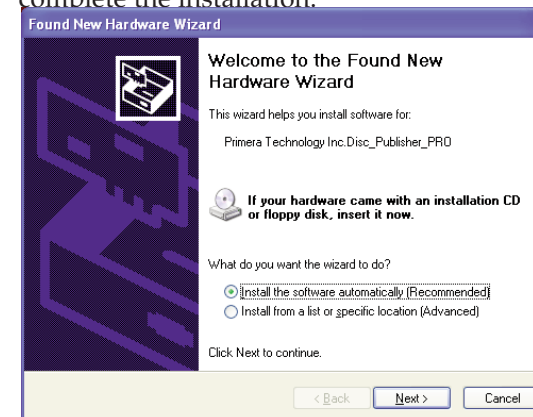 complete the installation.
Found New Hardware Wizard
Welcome to the Found New
Hardware Wizard
This wizard helps you install software for:
Primera Technology Inc.Disc_Publisher_PRO
If your hardware came with an installation CD
or floppy disk, insert it now.
What do you want the wizard to do?
Install the software automatically (Recommended)
Install from a list or specific location (Advanced)
Click Next to continue.
< Back Next > Cancel